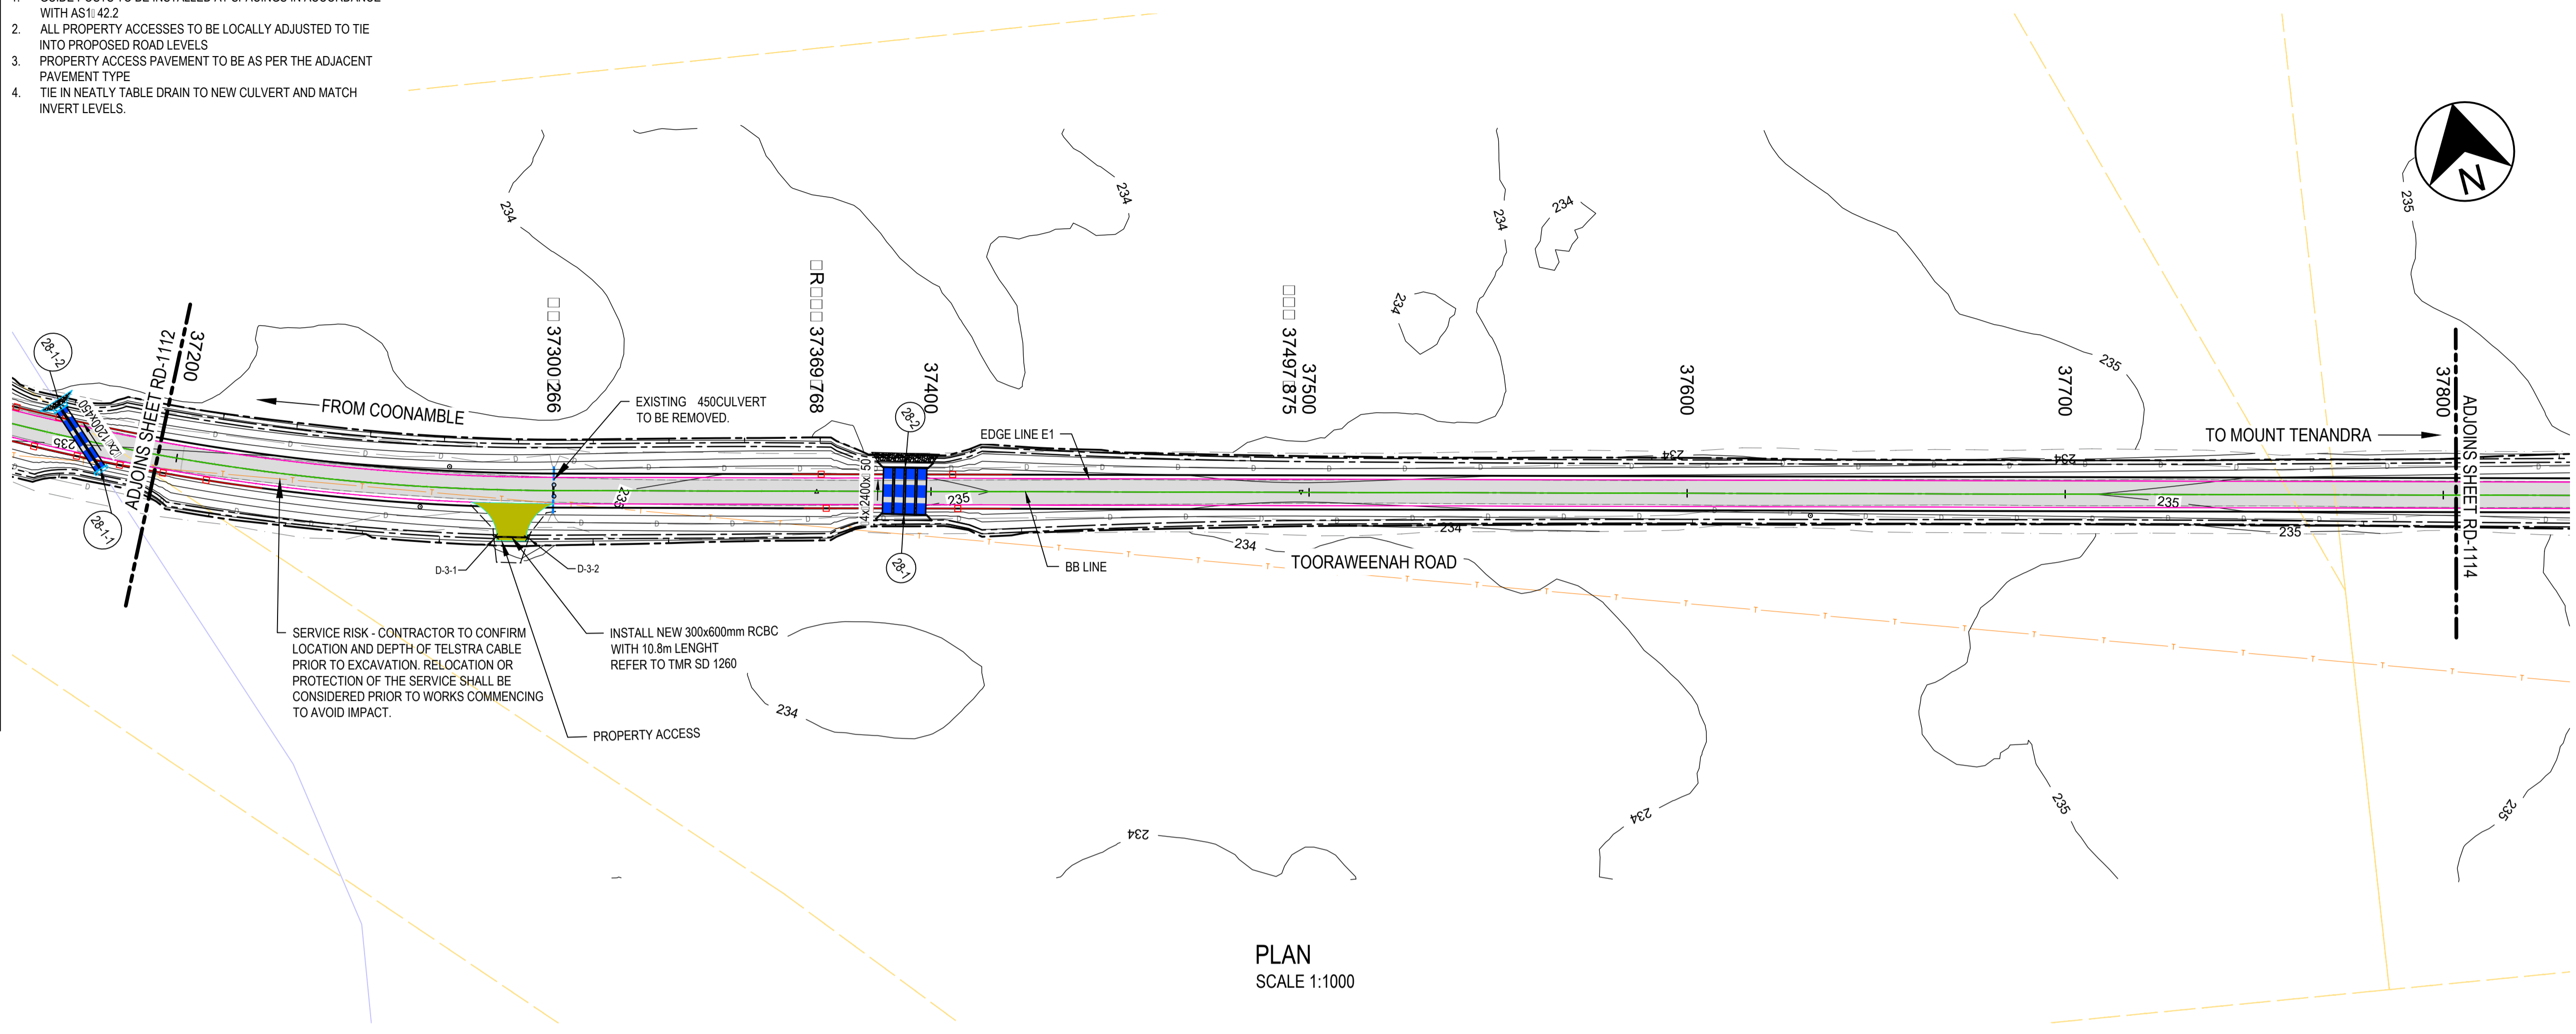 WITH AS1▯42.2
2. ALL PROPERTY ACCESSES TO BE LOCALLY ADJUSTED TO TIE
INTO PROPOSED ROAD LEVELS
3. PROPERTY ACCESS PAVEMENT TO BE AS PER THE ADJACENT
PAVEMENT TYPE
4. TIE IN NEATLY TABLE DRAIN TO NEW CULVERT AND MATCH
INVERT LEVELS.
N
234
234
234
234
234
235
235
28-1-2
ADJOINS SHEET RD-1112
37200
□□ 37300□266
□R□□□ 37369□768
37400
□□□ 37497□875
37500
37600
37700
37800
ADJOINS SHEET RD-1114
FROM COONAMBLE
EXISTING 450CULVERT
TO BE REMOVED.
28-2
EDGE LINE E1
TO MOUNT TENANDRA
235
235
4x□2400x□50
235
234
234
235
28-1-1
D-3-1
D-3-2
28-1
BB LINE
234
234
235
TOORAWEENAH ROAD
SERVICE RISK - CONTRACTOR TO CONFIRM
LOCATION AND DEPTH OF TELSTRA CABLE
PRIOR TO EXCAVATION. RELOCATION OR
PROTECTION OF THE SERVICE SHALL BE
CONSIDERED PRIOR TO WORKS COMMENCING
TO AVOID IMPACT.
INSTALL NEW 300x600mm RCBC
WITH 10.8m LENGHT
REFER TO TMR SD 1260
PROPERTY ACCESS
234
234
234
235
235
PLAN
SCALE 1:1000